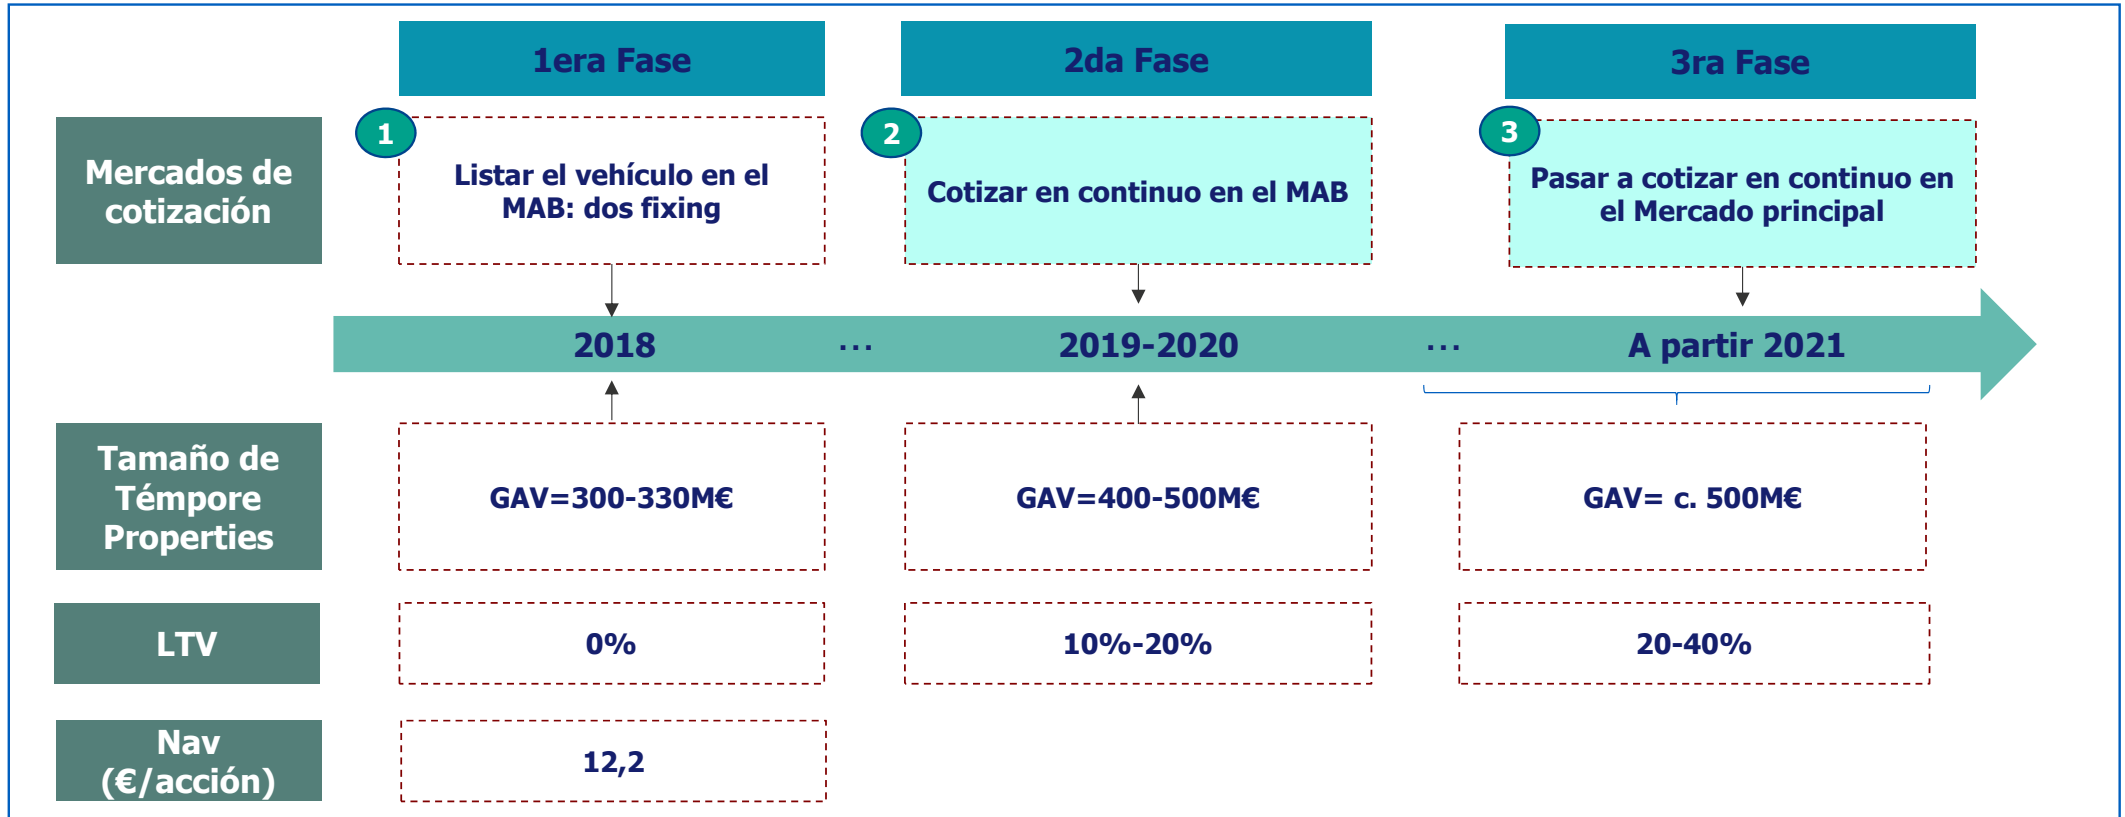 1era Fase
2da Fase
3ra Fase
Mercados de
cotización
1
Listar el vehículo en el
MAB: dos fixing
2
Cotizar en continuo en el MAB
3
Pasar a cotizar en continuo en
el Mercado principal
2018
...
2019-2020
...
A partir 2021
Tamaño de
Témpore
Properties
GAV=300-330M€
GAV=400-500M€
GAV= c. 500M€
LTV
0%
10%-20%
20-40%
Nav
(€/acción)
12,2